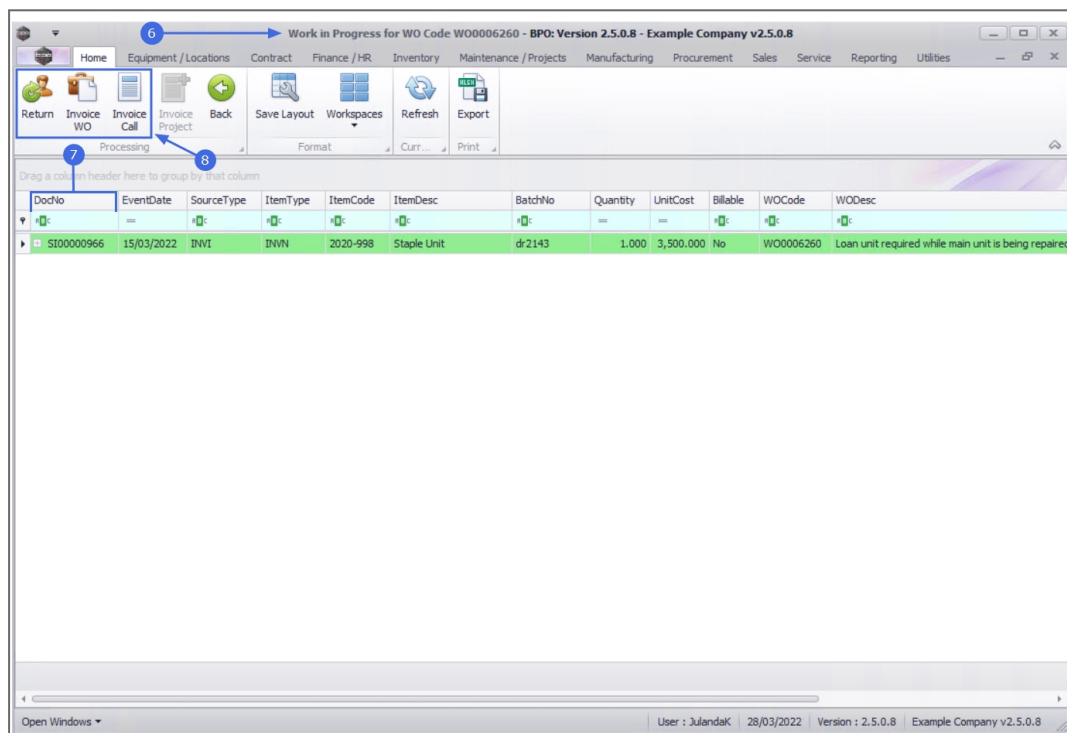 6
Work in Progress for WO Code WO0006260 - BPO: Version 2.5.0.8 - Example Company v2.5.0.8
Home Equipment / Locations Contract Finance / HR Inventory Maintenance / Projects Manufacturing Procurement Sales Service Reporting Utilities
Return Invoice WO Invoice Call Invoice Project Back Save Layout Workspaces Refresh Export
Processing Format Curr... Print
7 8
Drag a column header here to group by that column
DocNo EventDate SourceType ItemType ItemCode ItemDesc BatchNo Quantity UnitCost Billable WOCode WODesc
SI00000966 15/03/2022 INVI INVN 2020-998 Staple Unit dr2143 1.000 3,500.000 No WO0006260 Loan unit required while main unit is being repaired
Open Windows User : JulandaK 28/03/2022 Version : 2.5.0.8 Example Company v2.5.0.8